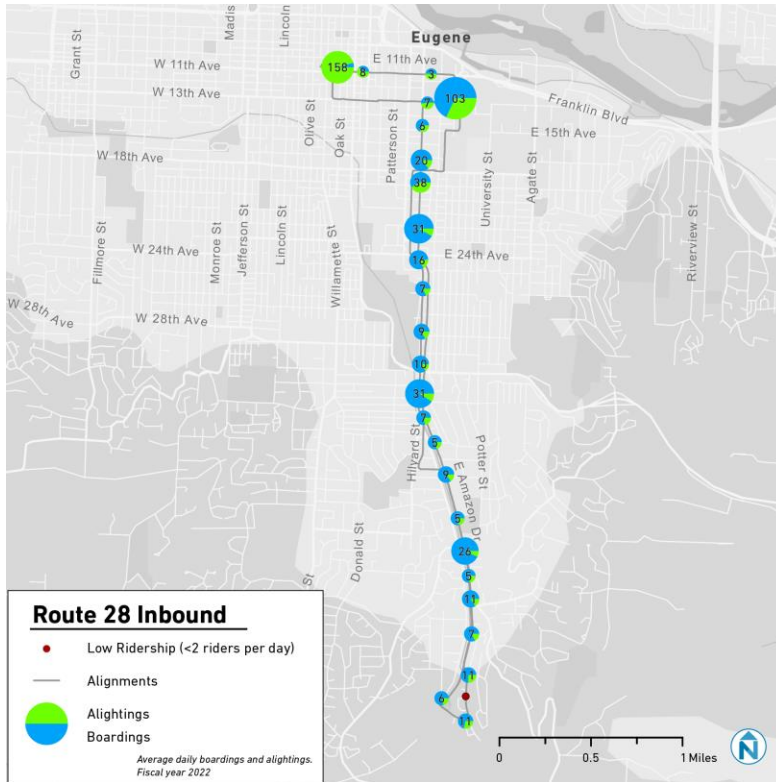 Grant St
Madis
Lincoln
Eugene
W 11th Ave
E 11th Ave
158
8
3
W 13th Ave
7
103
Franklin Blvd
Olive St
Oak St
6
E 15th Ave
W 18th Ave
Patterson St
20
38
University St
Agate St
Fillmore St
Monroe St
Jefferson St
Lincoln St
Willamette St
31
Riverview St
W 24th Ave
16
E 24th Ave
7
W 28th Ave
W 28th Ave
9
10
31
7
Hilyard St
5
Potter St
9
E Amazon Dr
5
Donald St
26
St
5
11
7
11
6
11
Route 28 Inbound
Low Ridership (<2 riders per day)
Alignments
Alightings
Boardings
Average daily boardings and alightings.
Fiscal year 2022
0 0.5 1 Miles
N